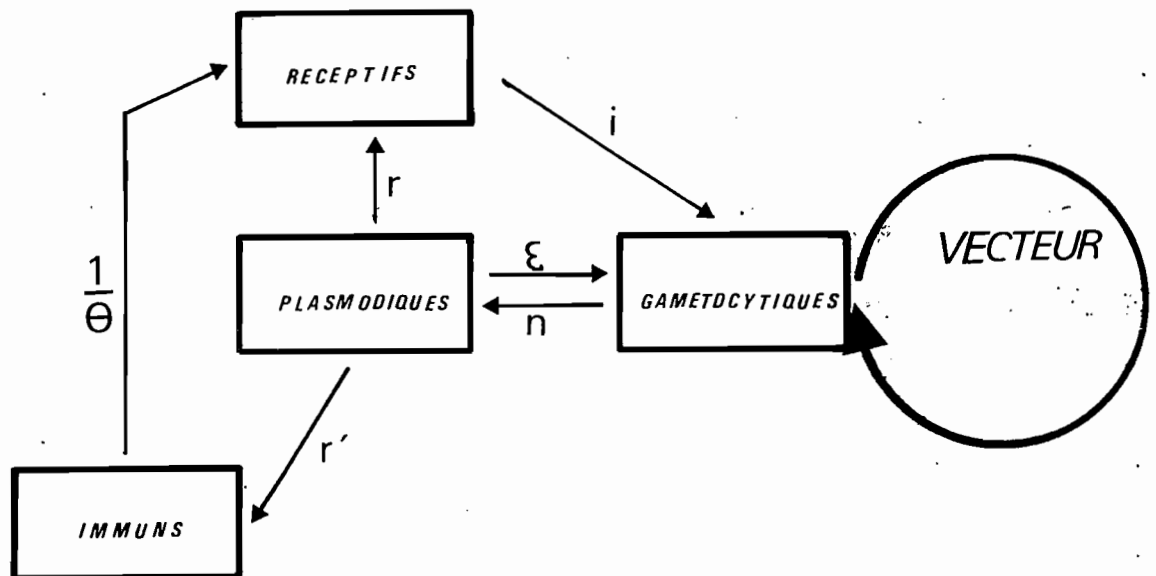 RECEPTIFS
i
r
VECTEUR
1
θ
ε
PLASMODIQUES
GAMETOCYTIQUES
n
r´
IMMUNS